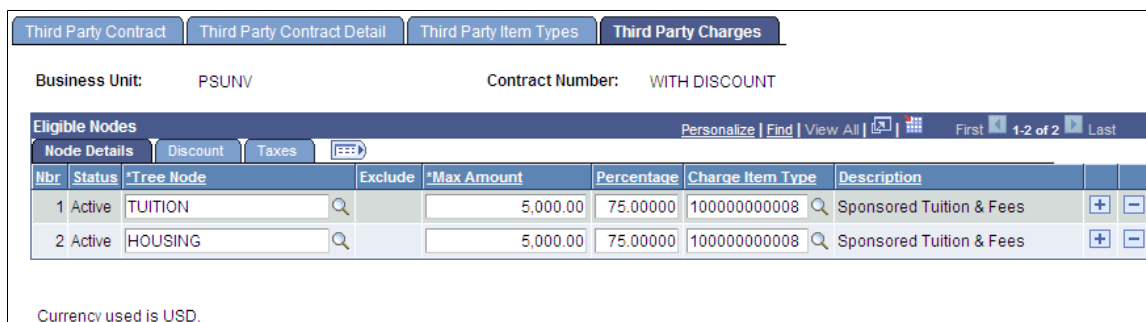 Third Party Contract Third Party Contract Detail Third Party Item Types Third Party Charges
Business Unit: PSUNV Contract Number: WITH DISCOUNT
Eligible Nodes Personalize | Find | View All | | First 1-2 of 2 Last
Node Details Discount Taxes
Nbr Status *Tree Node Exclude *Max Amount Percentage Charge Item Type Description
1 Active TUITION 5,000.00 75.00000 100000000008 Sponsored Tuition & Fees
2 Active HOUSING 5,000.00 75.00000 100000000008 Sponsored Tuition & Fees
Currency used is USD.